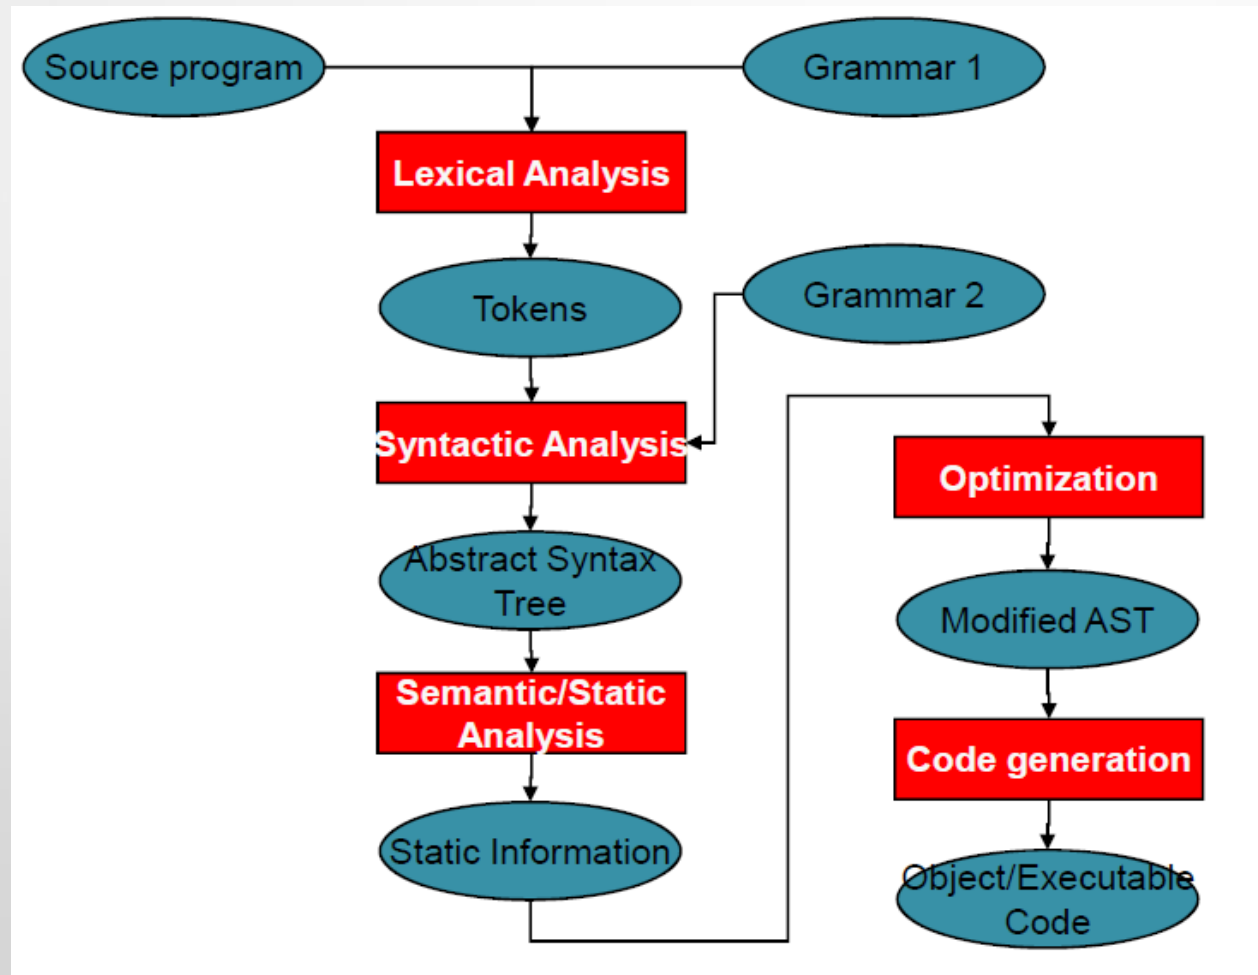 Source program
Grammar 1
Lexical Analysis
Tokens
Grammar 2
Syntactic Analysis
Abstract Syntax
Tree
Semantic/Static
Analysis
Static Information
Optimization
Modified AST
Code generation
Object/Executable
Code